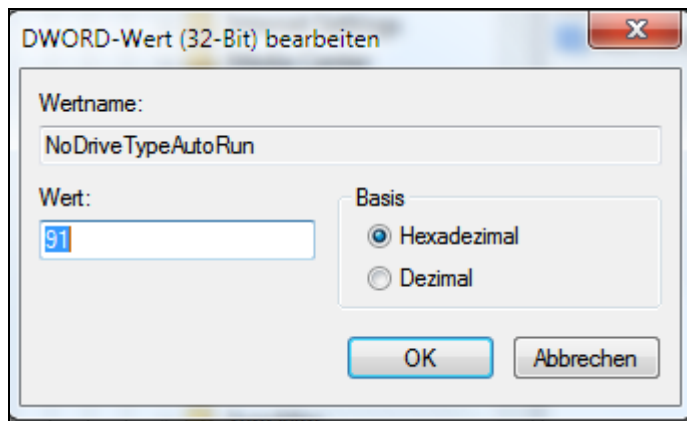 DWORD-Wert (32-Bit) bearbeiten
Wertname:
NoDriveTypeAutoRun
Wert:
91
Basis
Hexadezimal
Dezimal
OK
Abbrechen